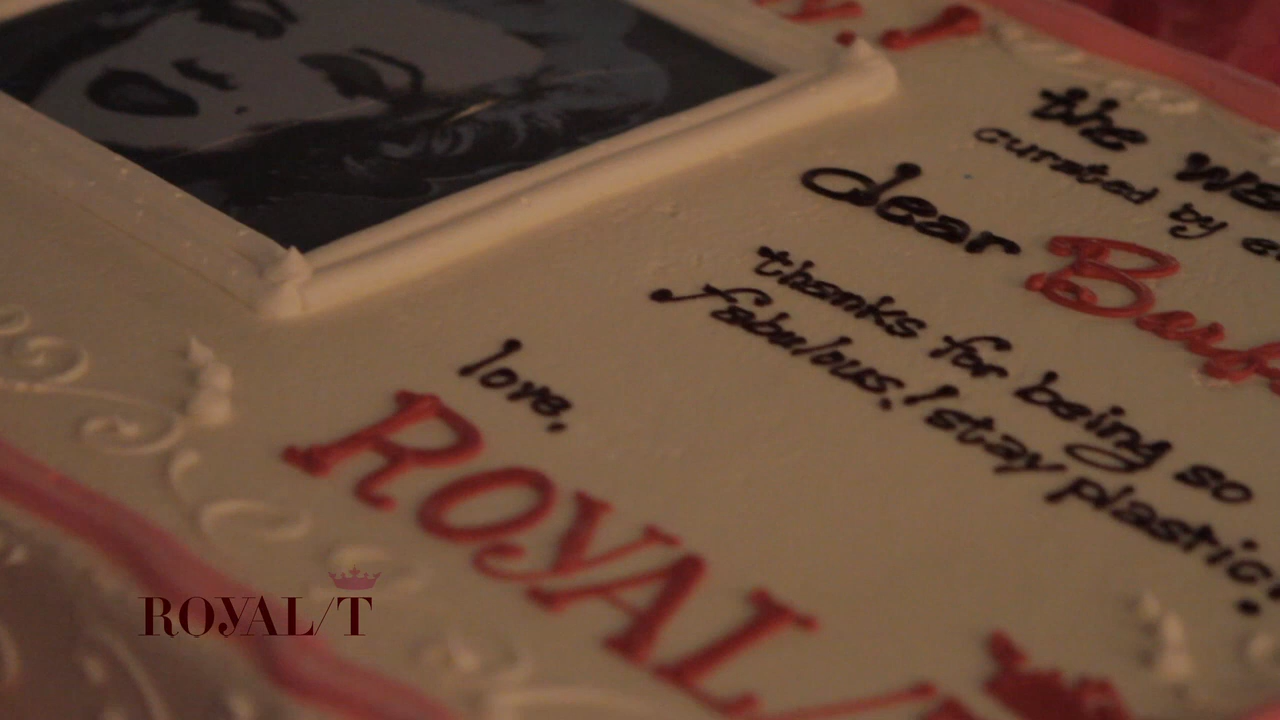 the
curated by
dear
thanks for being so
fabulous! stay plastic!
love,
ROYAL/T
ROYAL/T